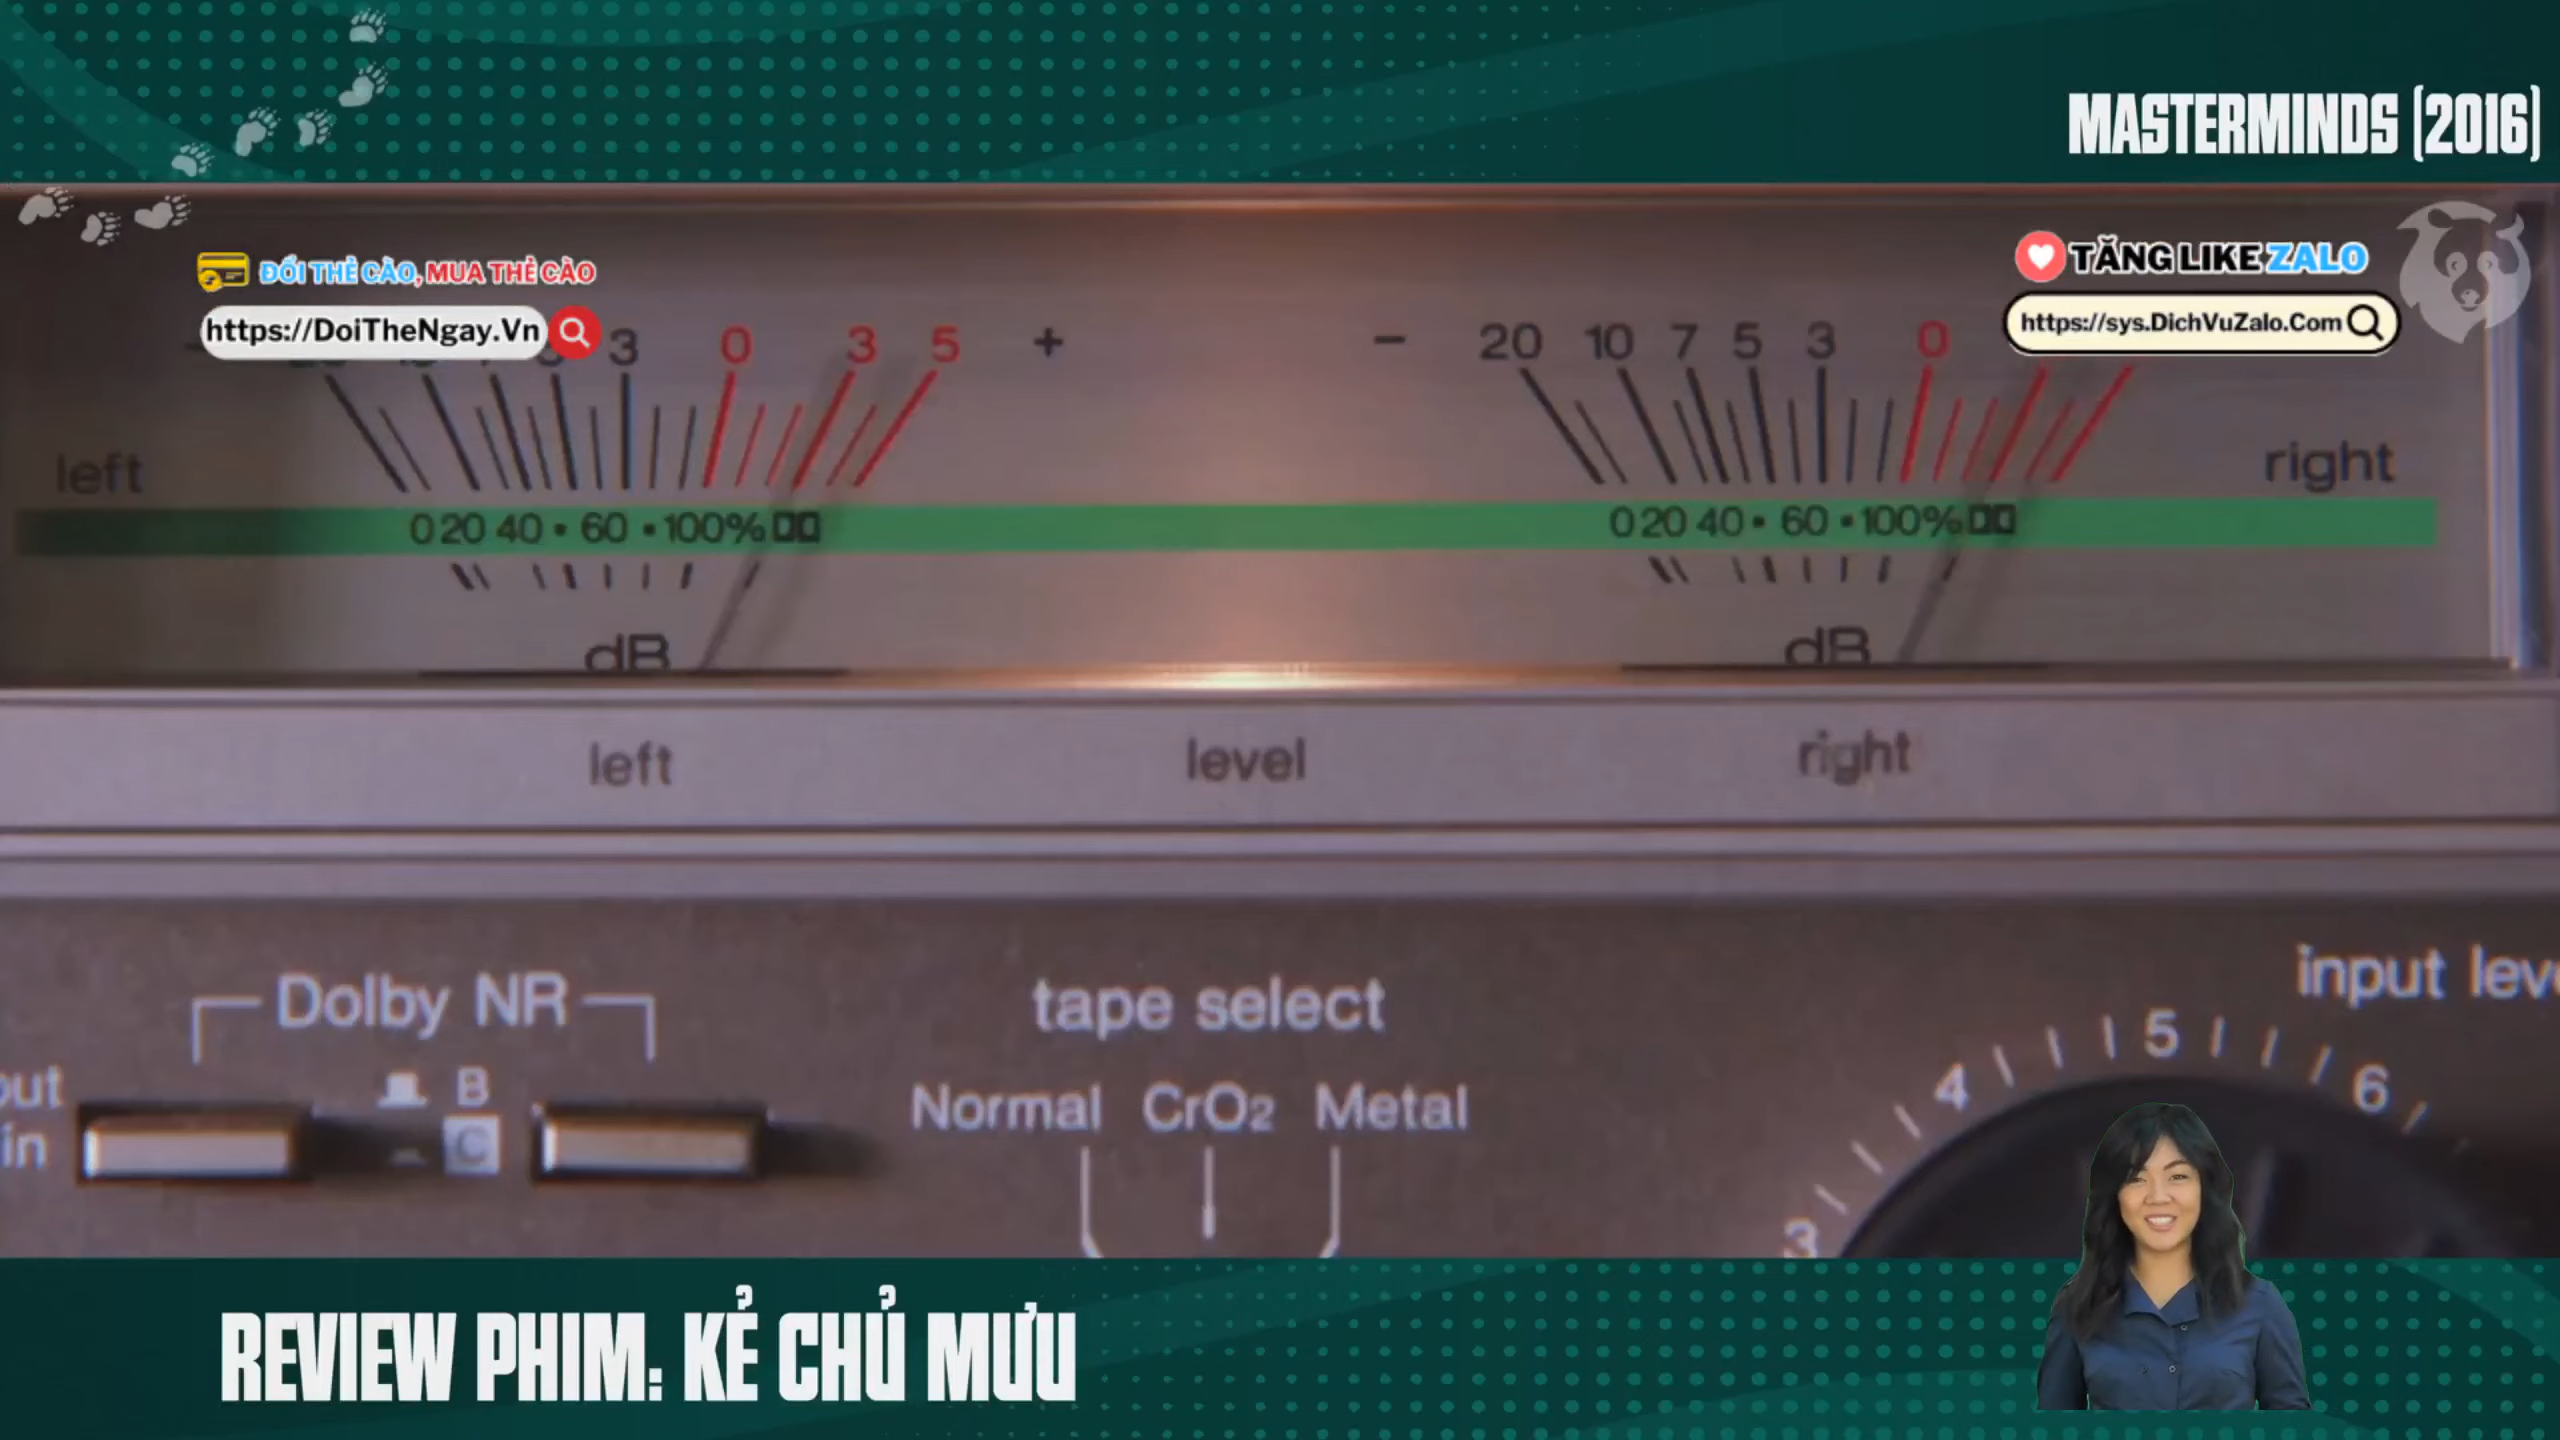 MASTERMINDS (2016)
ĐỔI THẺ CÀO, MUA THẺ CÀO
https://DoiTheNgay.Vn
TĂNG LIKE ZALO
https://sys.DichVuZalo.Com
3 0 3 5 +
- 20 10 7 5 3 0
left
right
0 20 40 • 60 • 100%
0 20 40 • 60 • 100%
dB
dB
left level right
input
Dolby NR
tape select
5
4
6
B
Normal CrO2 Metal
in
C
3
REVIEW PHIM: KẺ CHỦ MƯU